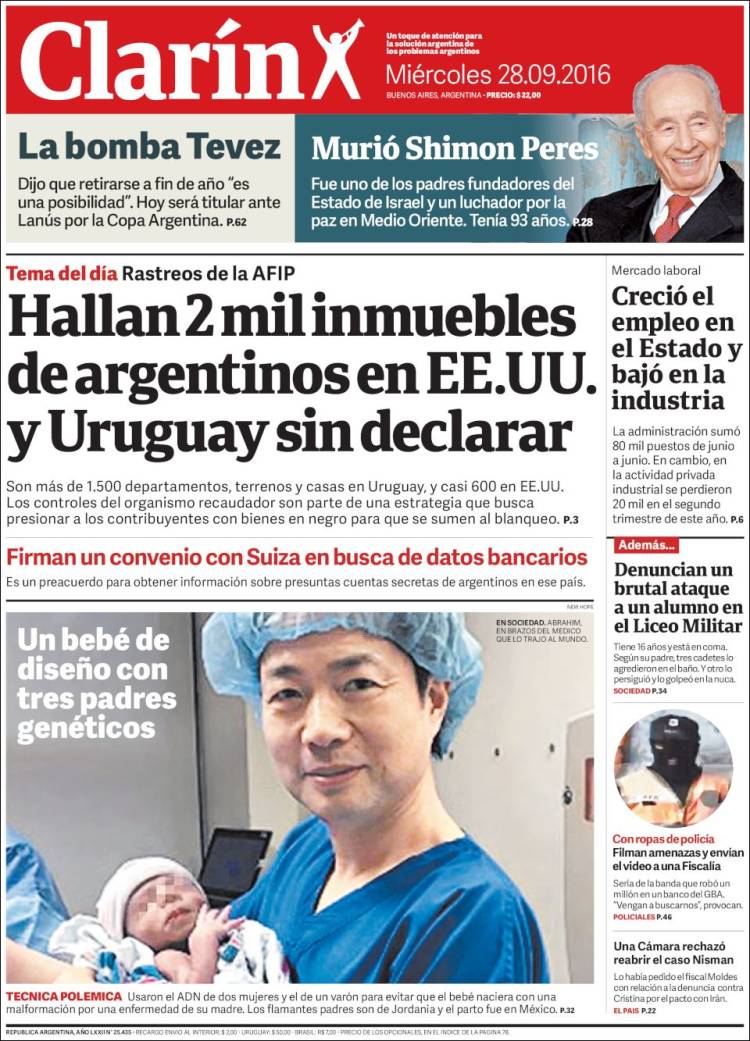 Clarín
Un toque de atención para
la solución argentina de
los problemas argentinos
Miércoles 28.09.2016
BUENOS AIRES, ARGENTINA - PRECIO: $ 22,00
La bomba Tevez
Dijo que retirarse a fin de año “es
una posibilidad”. Hoy será titular ante
Lanús por la Copa Argentina. P.62
Murió Shimon Peres
Fue uno de los padres fundadores del
Estado de Israel y un luchador por la
paz en Medio Oriente. Tenía 93 años. P.28
Tema del día Rastreos de la AFIP
Hallan 2 mil inmuebles
de argentinos en EE.UU.
y Uruguay sin declarar
Son más de 1.500 departamentos, terrenos y casas en Uruguay, y casi 600 en EE.UU.
Los controles del organismo recaudador son parte de una estrategia que busca
presionar a los contribuyentes con bienes en negro para que se sumen al blanqueo. P.3
Firman un convenio con Suiza en busca de datos bancarios
Es un preacuerdo para obtener información sobre presuntas cuentas secretas de argentinos en ese país.
NEW HOPE
Un bebé de
diseño con
tres padres
genéticos
EN SOCIEDAD. ABRAHIM,
EN BRAZOS DEL MEDICO
QUE LO TRAJO AL MUNDO.
TECNICA POLEMICA Usaron el ADN de dos mujeres y el de un varón para evitar que el bebé naciera con una
malformación por una enfermedad de su madre. Los flamantes padres son de Jordania y el parto fue en México. P.32
Mercado laboral
Creció el
empleo en
el Estado y
bajó en la
industria
La administración sumó
80 mil puestos de junio
a junio. En cambio, en
la actividad privada
industrial se perdieron
20 mil en el segundo
trimestre de este año. P.6
Además...
Denuncian un
brutal ataque
a un alumno en
el Liceo Militar
Tiene 16 años y está en coma.
Según su padre, tres cadetes lo
agredieron en el baño. Y otro lo
persiguió y lo golpeó en la nuca.
SOCIEDAD P.34
Con ropas de policía
Filman amenazas y envían
el video a una Fiscalía
Sería de la banda que robó un
millón en un banco del GBA.
“Vengan a buscarnos”, provocan.
POLICIALES P.46
Una Cámara rechazó
reabrir el caso Nisman
Lo había pedido el fiscal Moldes
con relación a la denuncia contra
Cristina por el pacto con Irán.
EL PAIS P.22
REPUBLICA ARGENTINA, AÑO LXXII N° 25.435 - RECARGO ENVIO AL INTERIOR: $ 2,00 - URUGUAY: $ 50,00 - BRASIL: R$ 7,00 - PRECIO DE LOS OPCIONALES, EN EL INDICE DE LA PAGINA 78.